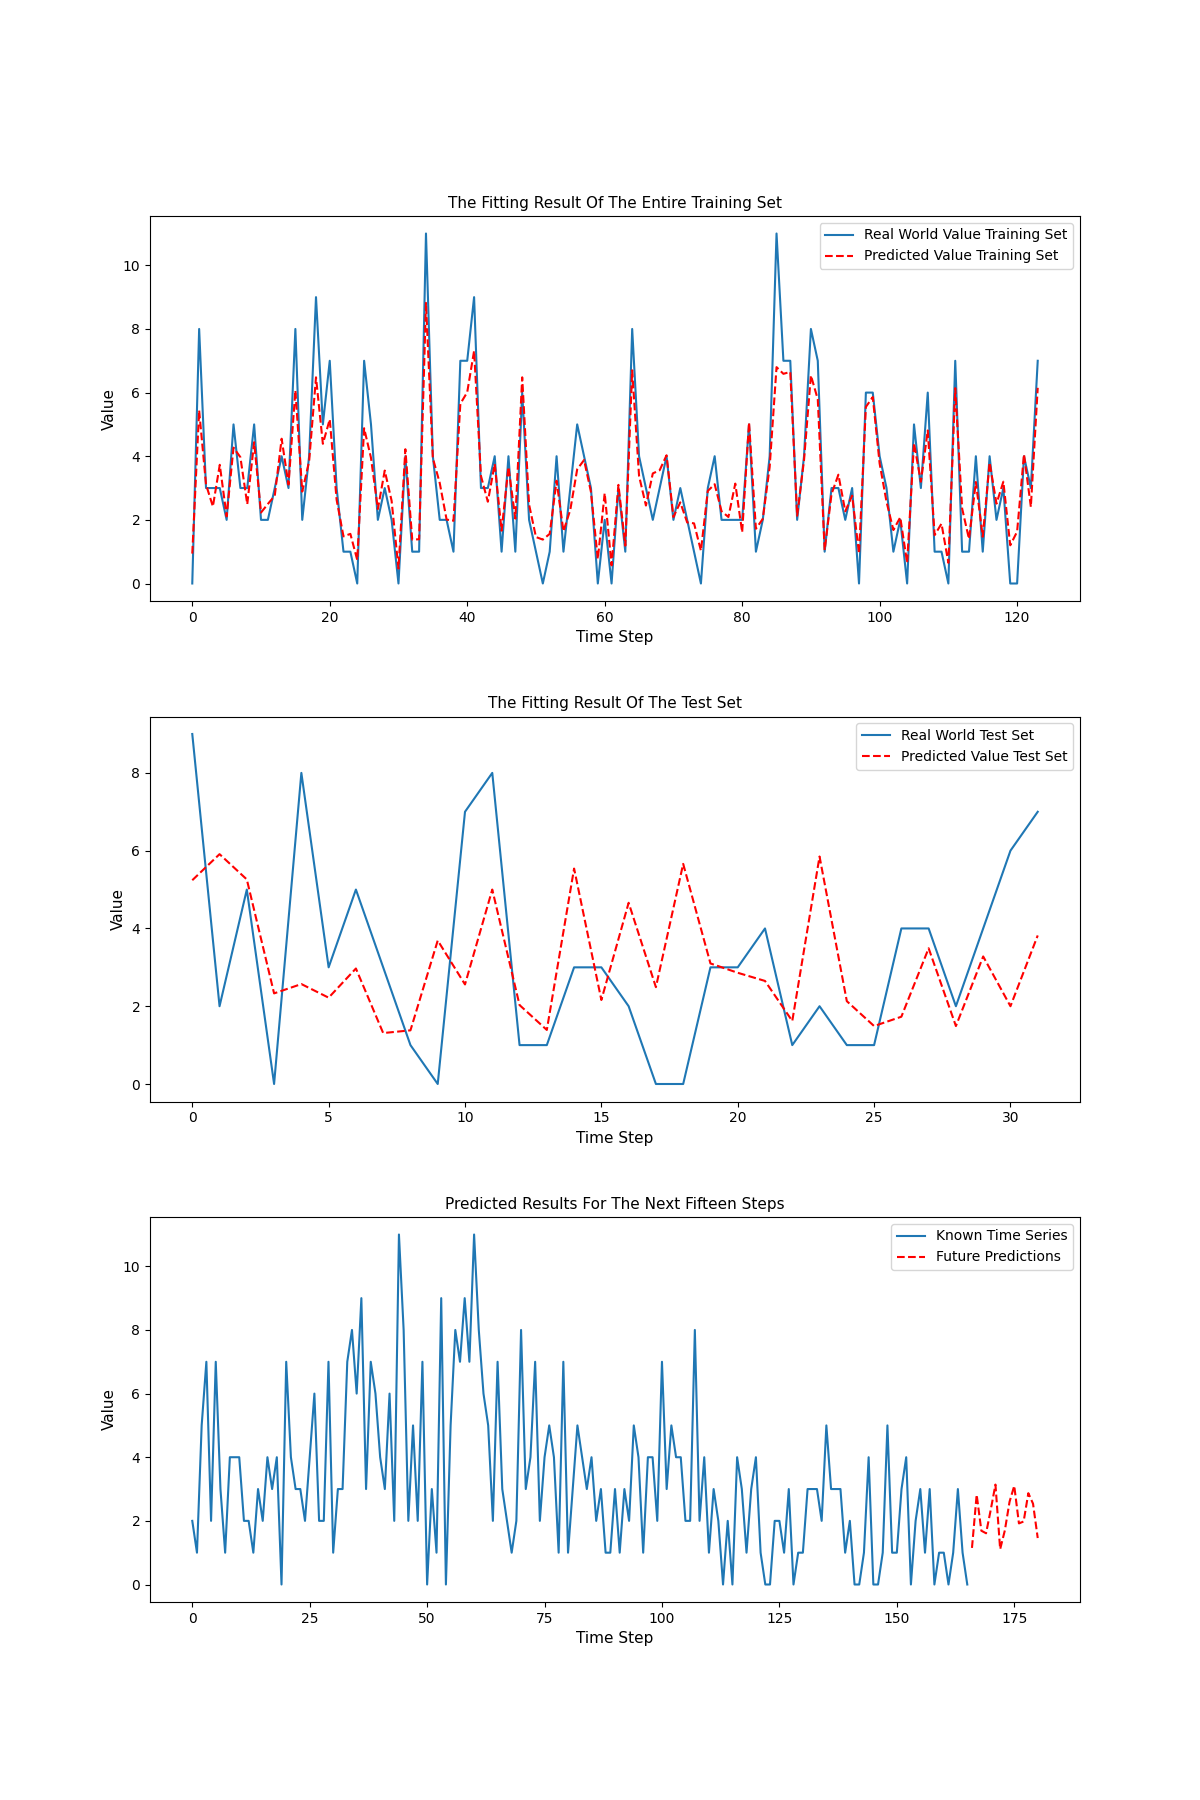 The Fitting Result Of The Entire Training Set
Real World Value Training Set
Predicted Value Training Set
10
8
6
4
2
0
Value
0 20 40 60 80 100 120
Time Step
The Fitting Result Of The Test Set
Real World Test Set
Predicted Value Test Set
8
6
4
2
0
Value
0 5 10 15 20 25 30
Time Step
Predicted Results For The Next Fifteen Steps
Known Time Series
Future Predictions
10
8
6
4
2
0
Value
0 25 50 75 100 125 150 175
Time Step